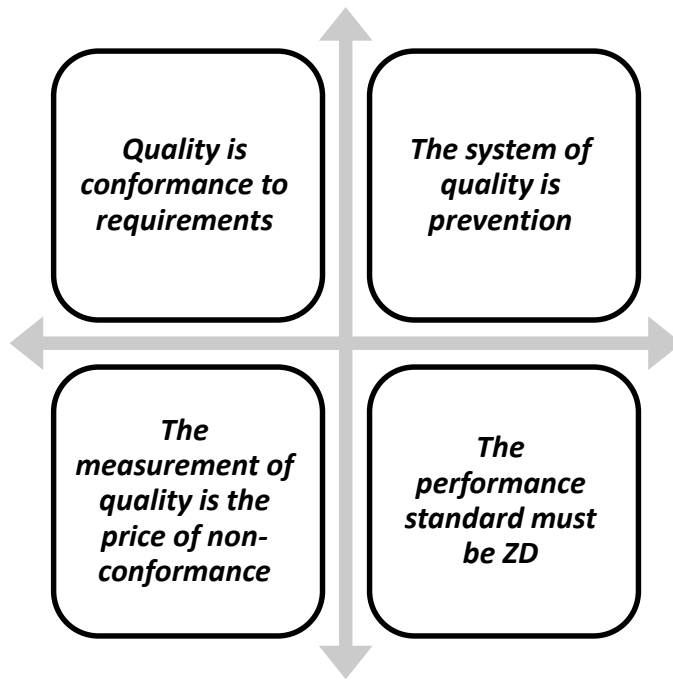 Quality is
conformance to
requirements
The system of
quality is
prevention
The
measurement of
quality is the
price of non-
conformance
The
performance
standard must
be ZD